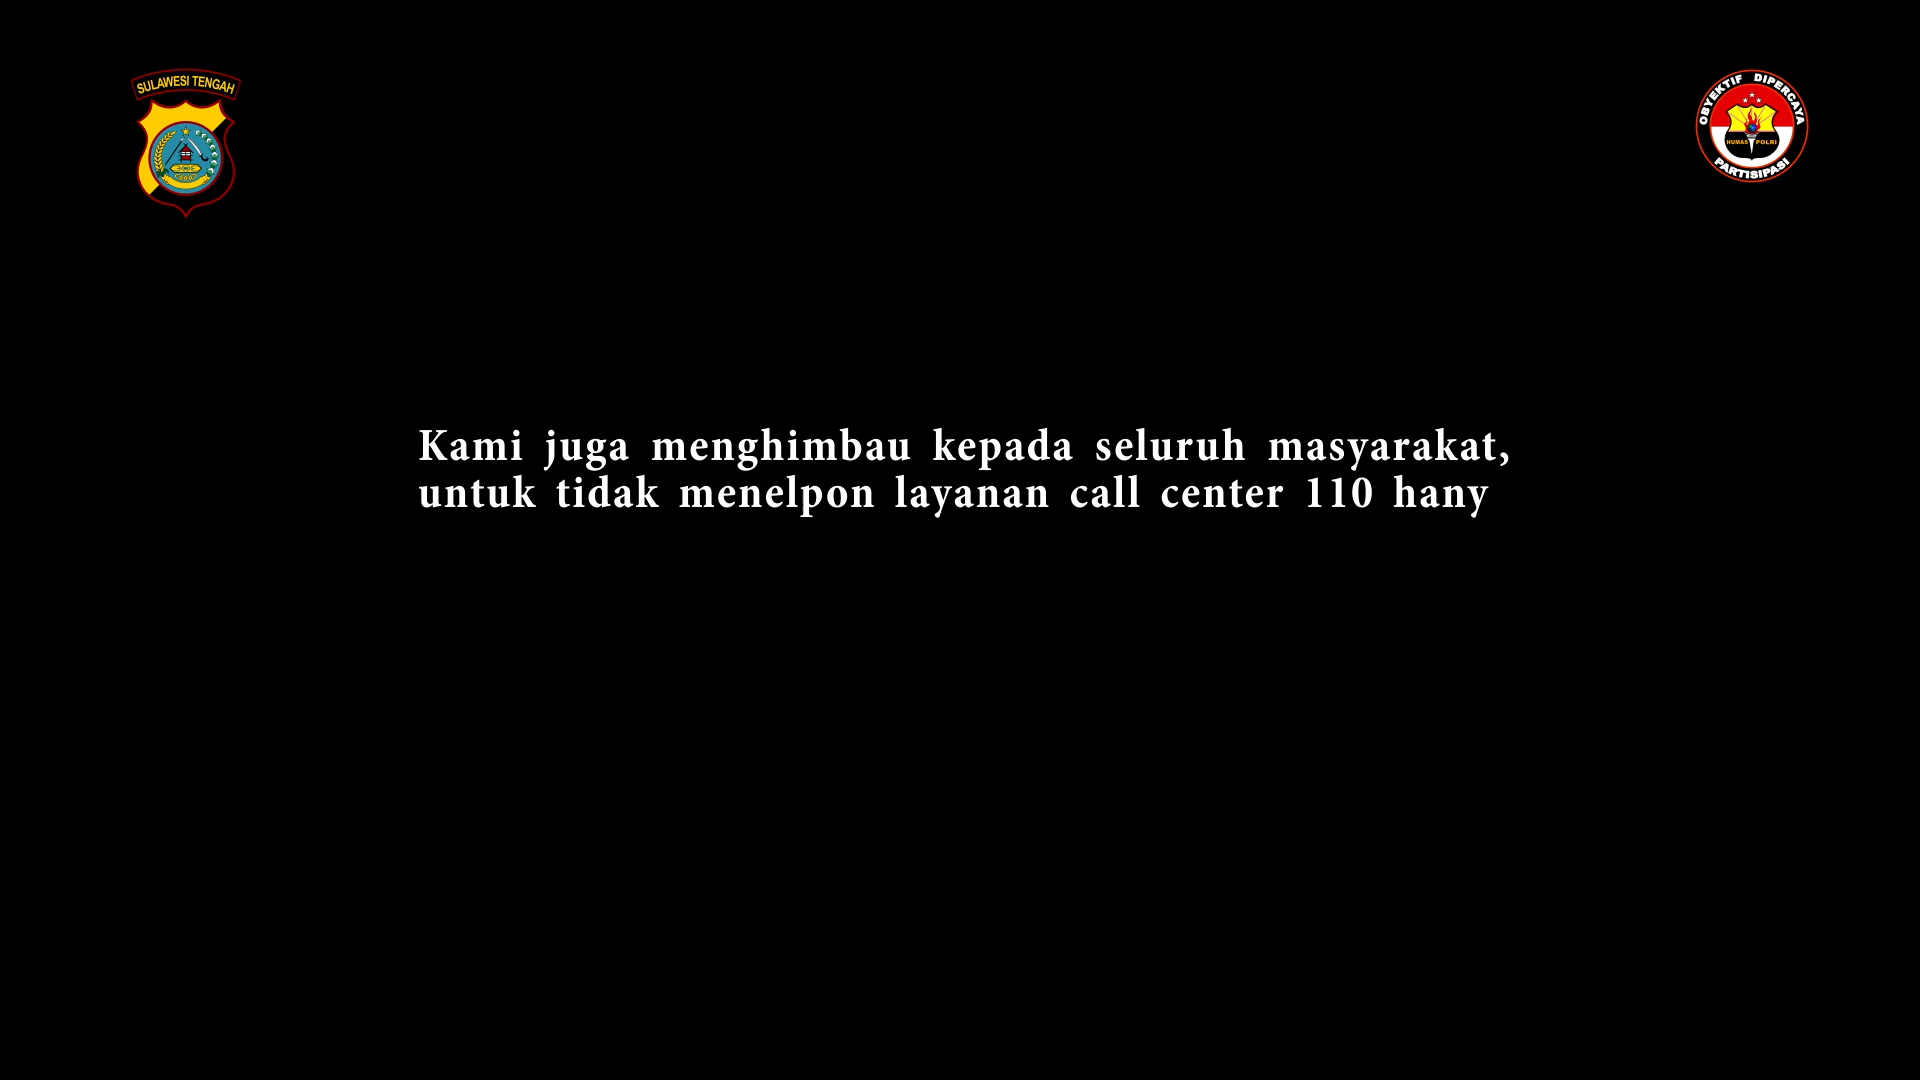 SULAWESI TENGAH
OBYEKTIF DIPERCAYA
HUMAS POLRI
PARTISIPASI
Kami juga menghimbau kepada seluruh masyarakat,
untuk tidak menelpon layanan call center 110 hany